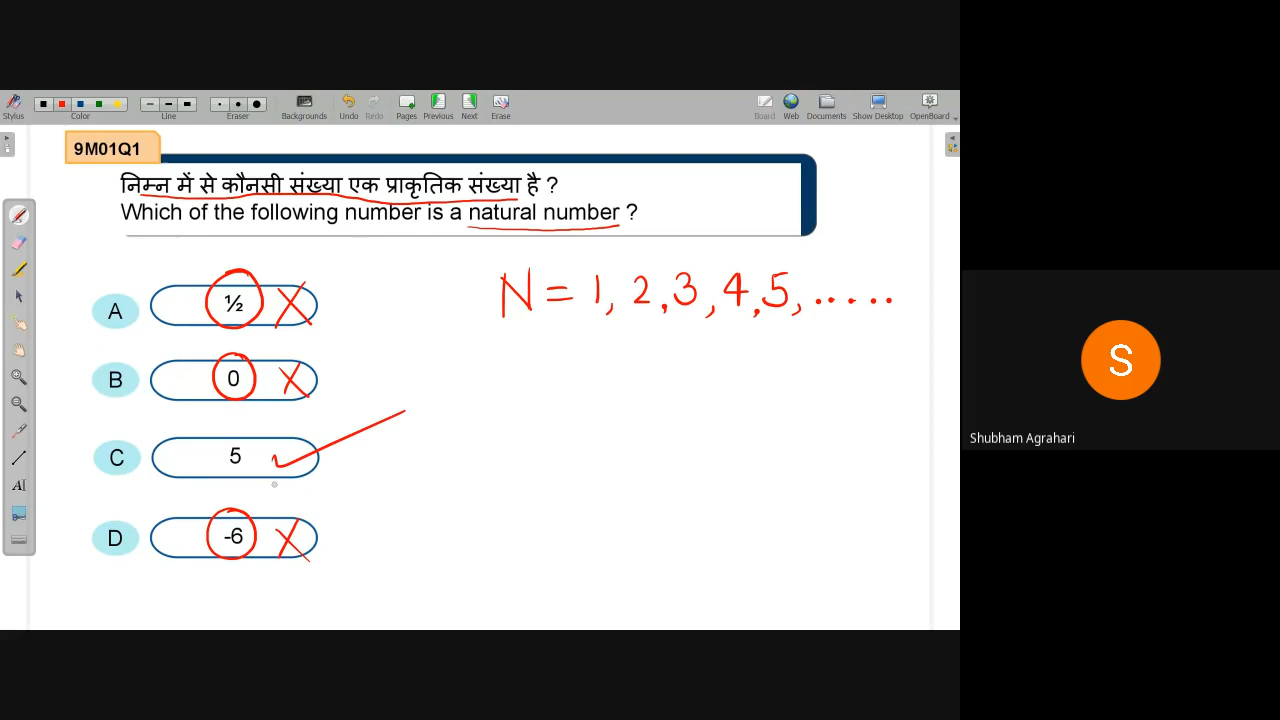 Stylus
Color
Line
Eraser
Backgrounds
Undo
Redo
Pages
Previous
Next
Erase
Board
Web
Documents
Show Desktop
OpenBoard
9M01Q1
निम्न में से कौनसी संख्या एक प्राकृतिक संख्या है ?
Which of the following number is a natural number ?
N = 1, 2, 3, 4, 5, .....
A ½ X
B 0 X
C 5 ✓
D -6 X
S
Shubham Agrahari